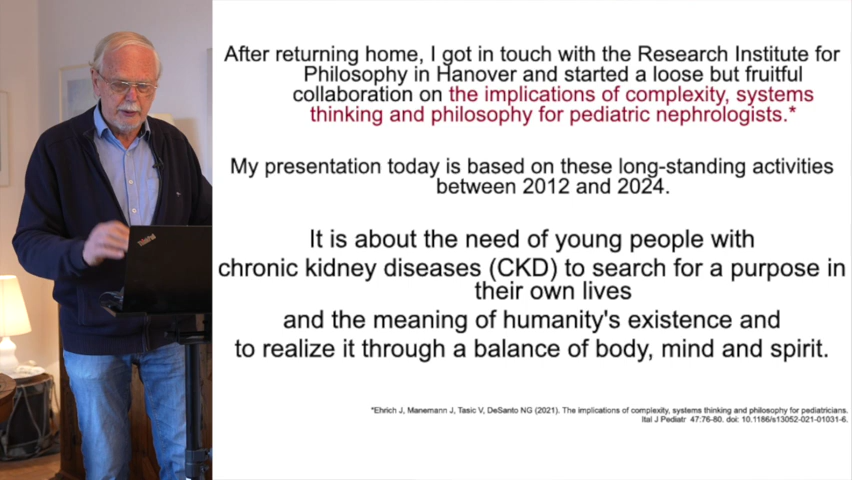 After returning home, I got in touch with the Research Institute for
Philosophy in Hanover and started a loose but fruitful
collaboration on the implications of complexity, systems
thinking and philosophy for pediatric nephrologists.*
My presentation today is based on these long-standing activities
between 2012 and 2024.
It is about the need of young people with
chronic kidney diseases (CKD) to search for a purpose in
their own lives
and the meaning of humanity's existence and
to realize it through a balance of body, mind and spirit.
*Ehrich J, Manemann J, Tasic V, DeSanto NG (2021). The implications of complexity, systems thinking and philosophy for pediatricians.
Ital J Pediatr 47:76-80. doi: 10.1186/s13052-021-01031-6.
ThinkPad